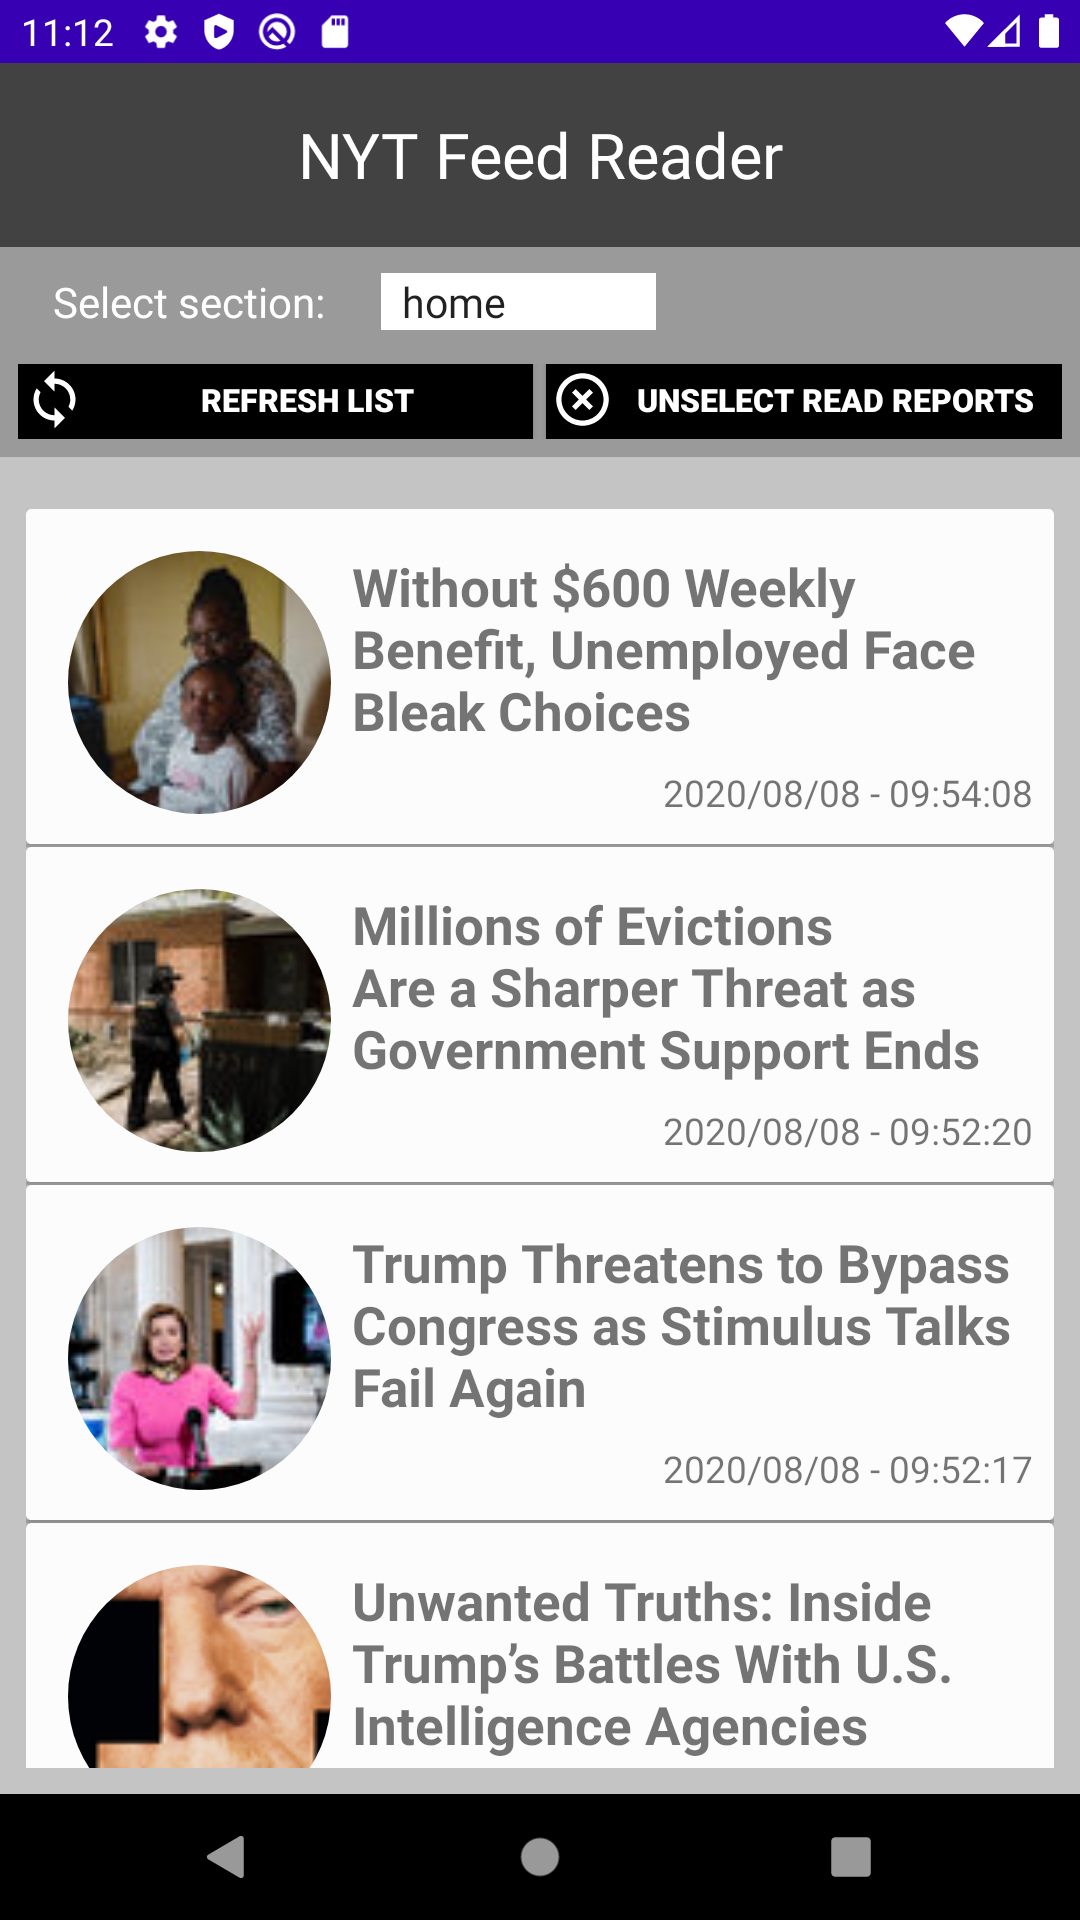 11:12
NYT Feed Reader
Select section:
home
REFRESH LIST
UNSELECT READ REPORTS
Without $600 Weekly
Benefit, Unemployed Face
Bleak Choices
2020/08/08 - 09:54:08
Millions of Evictions
Are a Sharper Threat as
Government Support Ends
2020/08/08 - 09:52:20
Trump Threatens to Bypass
Congress as Stimulus Talks
Fail Again
2020/08/08 - 09:52:17
Unwanted Truths: Inside
Trump’s Battles With U.S.
Intelligence Agencies